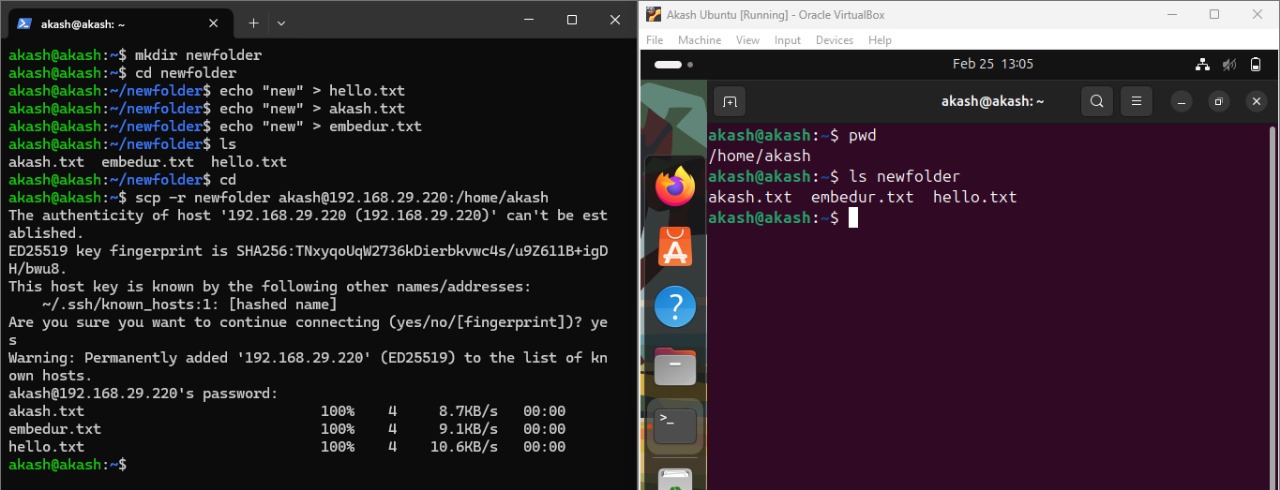 akash@akash: ~
akash@akash:~$ mkdir newfolder
akash@akash:~$ cd newfolder
akash@akash:~/newfolder$ echo "new" > hello.txt
akash@akash:~/newfolder$ echo "new" > akash.txt
akash@akash:~/newfolder$ echo "new" > embedur.txt
akash@akash:~/newfolder$ ls
akash.txt  embedur.txt  hello.txt
akash@akash:~/newfolder$ cd
akash@akash:~$ scp -r newfolder akash@192.168.29.220:/home/akash
The authenticity of host '192.168.29.220 (192.168.29.220)' can't be est
ablished.
ED25519 key fingerprint is SHA256:TNxyqoUqW2736kDierbkvwc4s/u9Z611B+igD
H/bwu8.
This host key is known by the following other names/addresses:
    ~/.ssh/known_hosts:1: [hashed name]
Are you sure you want to continue connecting (yes/no/[fingerprint])? ye
s
Warning: Permanently added '192.168.29.220' (ED25519) to the list of kn
own hosts.
akash@192.168.29.220's password:
akash.txt                          100%    4     8.7KB/s   00:00
embedur.txt                        100%    4     9.1KB/s   00:00
hello.txt                          100%    4    10.6KB/s   00:00
akash@akash:~$
Akash Ubuntu [Running] - Oracle VirtualBox
File  Machine  View  Input  Devices  Help
Feb 25  13:05
akash@akash: ~
akash@akash:~$ pwd
/home/akash
akash@akash:~$ ls newfolder
akash.txt  embedur.txt  hello.txt
akash@akash:~$